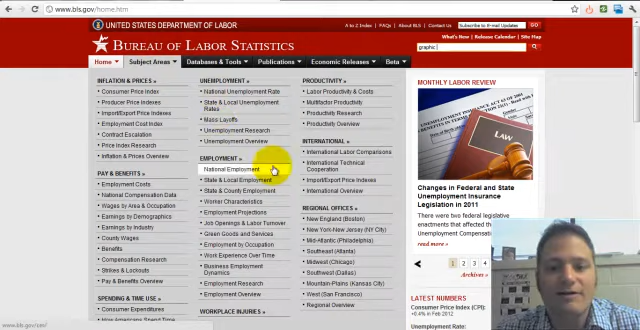 www.bls.gov/home.htm
UNITED STATES DEPARTMENT OF LABOR
A to Z Index | FAQs | About BLS | Contact Us
Subscribe to E-mail Updates
GO
BUREAU OF LABOR STATISTICS
What's New | Release Calendar | Site Map
graphic
Home
Subject Areas
Databases & Tools
Publications
Economic Releases
Beta
INFLATION & PRICES »
Consumer Price Index
Producer Price Indexes
Import/Export Price Indexes
Employment Cost Index
Contract Escalation
Price Index Research
Inflation & Prices Overview
PAY & BENEFITS »
Employment Costs
National Compensation Data
Wages by Area & Occupation
Earnings by Demographics
Earnings by Industry
County Wages
Benefits
Compensation Research
Strikes & Lockouts
Pay & Benefits Overview
SPENDING & TIME USE »
Consumer Expenditures
How Americans Spend Time
UNEMPLOYMENT »
National Unemployment Rate
State & Local Unemployment
Rates
Mass Layoffs
Unemployment Research
Unemployment Overview
EMPLOYMENT »
National Employment
State & Local Employment
State & County Employment
Worker Characteristics
Employment Projections
Job Openings & Labor Turnover
Green Goods and Services
Employment by Occupation
Work Experience Over Time
Business Employment
Dynamics
Employment Research
Employment Overview
WORKPLACE INJURIES »
PRODUCTIVITY »
Labor Productivity & Costs
Multifactor Productivity
Productivity Research
Productivity Overview
INTERNATIONAL »
International Labor Comparisons
International Technical
Cooperation
Import/Export Price Indexes
International Overview
REGIONAL OFFICES »
New England (Boston)
New York-New Jersey (NY City)
Mid-Atlantic (Philadelphia)
Southeast (Atlanta)
Midwest (Chicago)
Southwest (Dallas)
Mountain-Plains (Kansas City)
West (San Francisco)
Regional Overview
MONTHLY LABOR REVIEW
LAW
Changes in Federal and State
Unemployment Insurance
Legislation in 2011
There were two federal legislative
enactments that affected the
read more »
1 2 3 4
Archives »
LATEST NUMBERS
Consumer Price Index (CPI):
+0.4% in Feb 2012
Unemployment Rate:
www.bls.gov/ces/